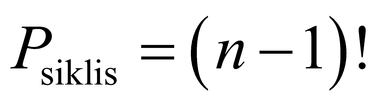 P_siklis = (n − 1)!